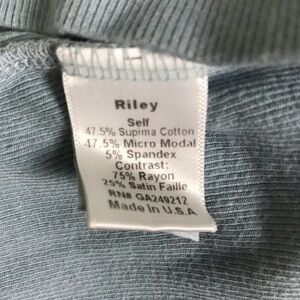 Riley
Self
47.5% Supima Cotton
47.5% Micro Modal
5% Spandex
Contrast:
75% Rayon
25% Satin Faille
RN# GA249212
Made In U.S.A